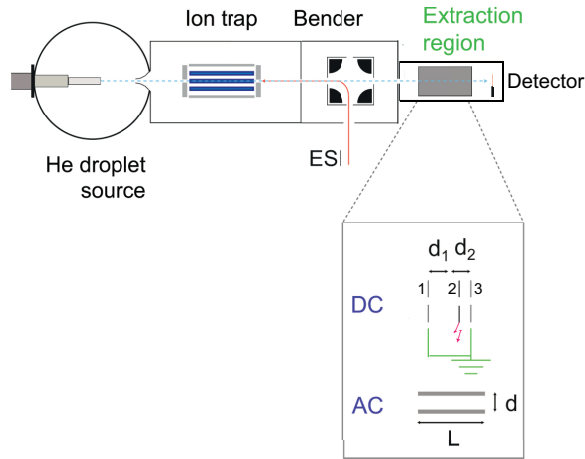 Ion trap
Bender
Extraction
region
Detector
He droplet
source
ESI
d1 d2
1 2 3
DC
AC
d
L